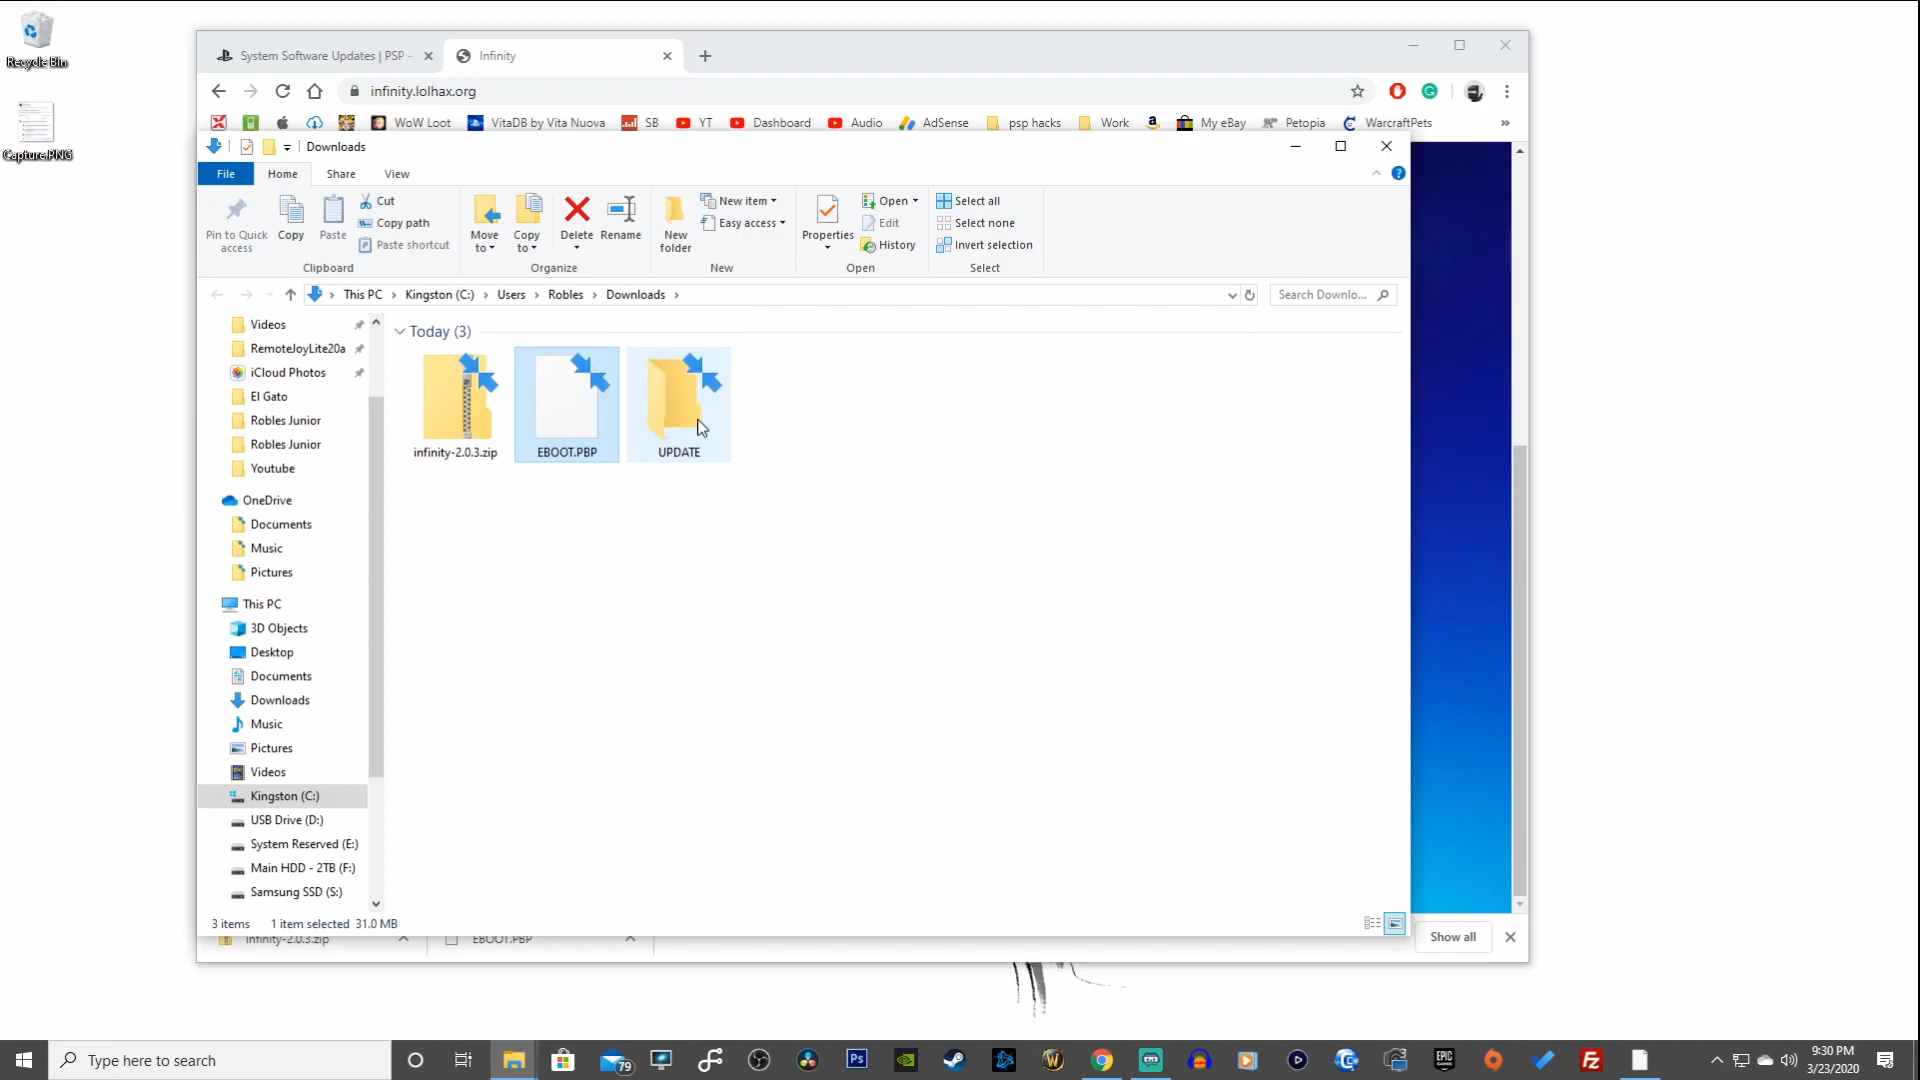 Recycle Bin
Capture.PNG
System Software Updates | PSP -
Infinity
infinity.lolhax.org
WoW Loot
VitaDB by Vita Nuova
SB
YT
Dashboard
Audio
AdSense
psp hacks
Work
My eBay
Petopia
WarcraftPets
»
Downloads
File
Home
Share
View
Pin to Quick access
Copy
Paste
Cut
Copy path
Paste shortcut
Clipboard
Move to
Copy to
Delete
Rename
Organize
New folder
New item
Easy access
New
Properties
Open
Edit
History
Open
Select all
Select none
Invert selection
Select
This PC > Kingston (C:) > Users > Robles > Downloads >
Search Downlo...
Videos
RemoteJoyLite20a
iCloud Photos
El Gato
Robles Junior
Robles Junior
Youtube
OneDrive
Documents
Music
Pictures
This PC
3D Objects
Desktop
Documents
Downloads
Music
Pictures
Videos
Kingston (C:)
USB Drive (D:)
System Reserved (E:)
Main HDD - 2TB (F:)
Samsung SSD (S:)
Today (3)
infinity-2.0.3.zip
EBOOT.PBP
UPDATE
3 items
1 item selected 31.0 MB
infinity-2.0.3.zip
EBOOT.PBP
Show all
Type here to search
79
Ps
EPIC GAMES
Fz
9:30 PM
3/23/2020